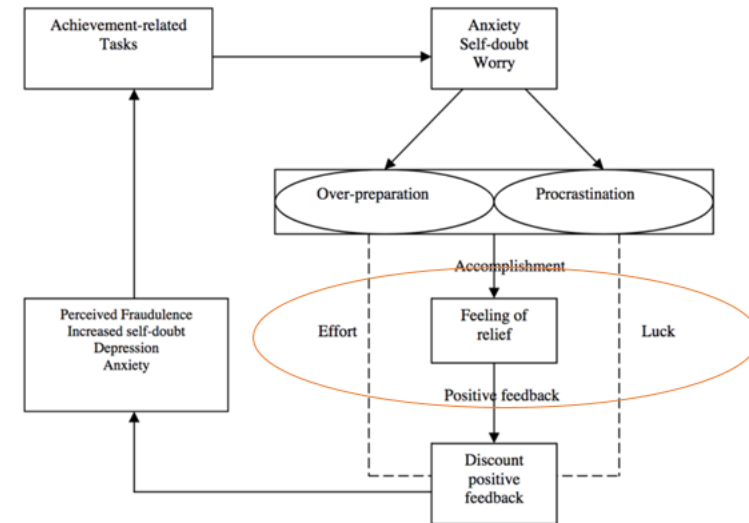 Achievement-related
Tasks
Anxiety
Self-doubt
Worry
Over-preparation
Procrastination
Accomplishment
Perceived Fraudulence
Increased self-doubt
Depression
Anxiety
Effort
Feeling of
relief
Luck
Positive feedback
Discount
positive
feedback